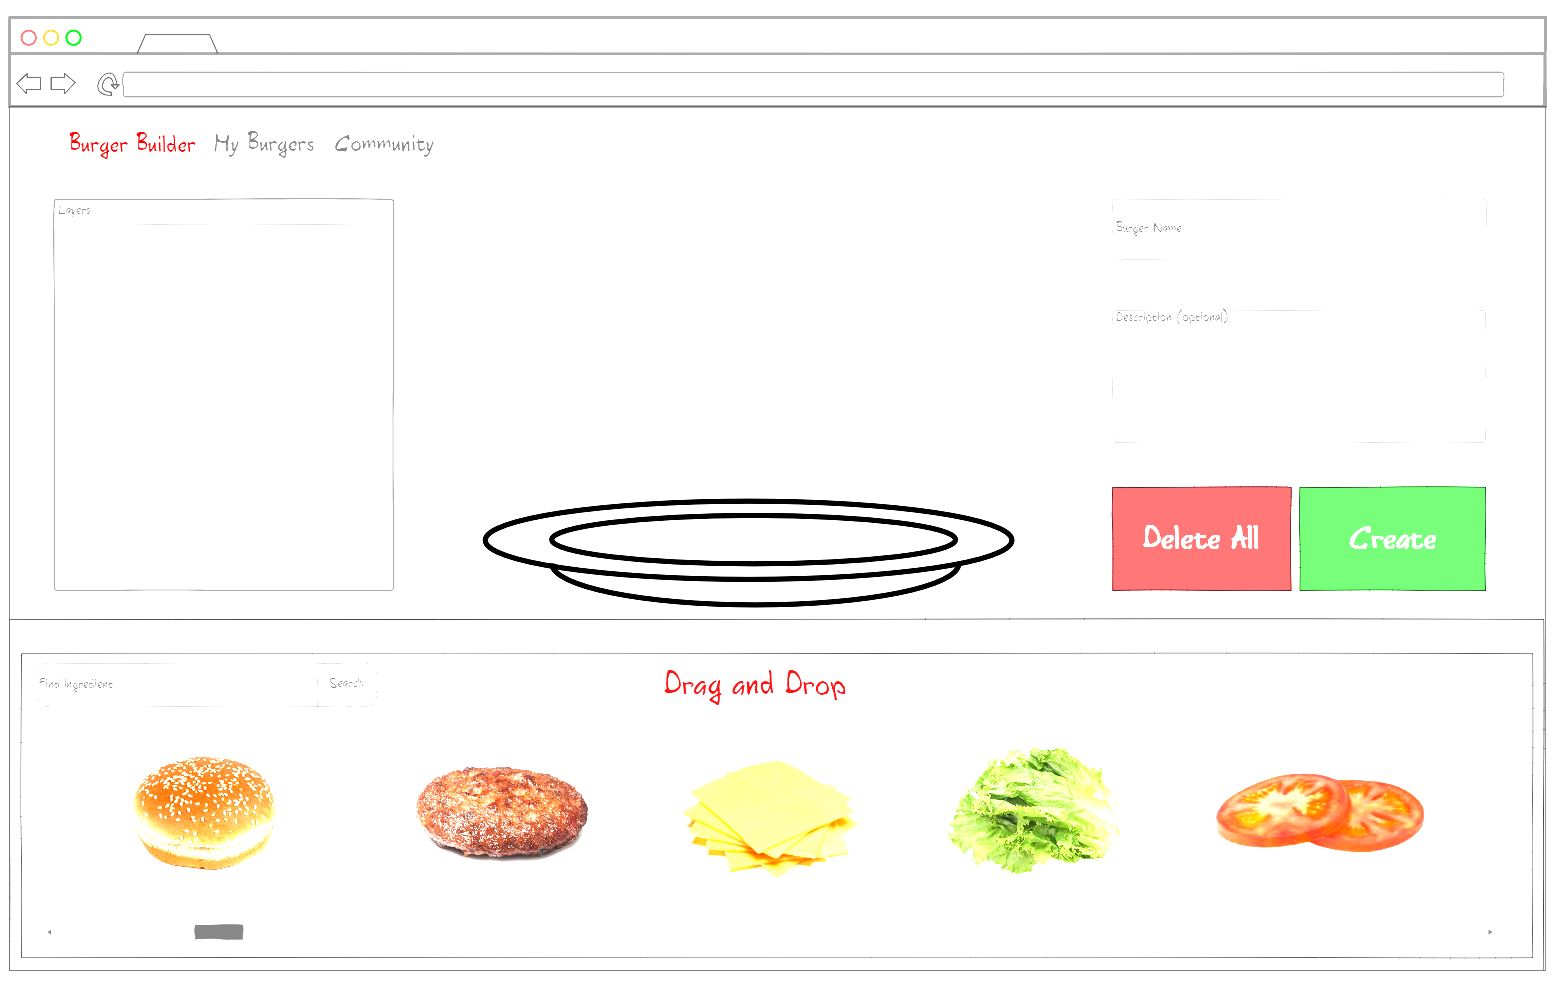 Burger Builder My Burgers Community
Layers
Burger Name
Description (optional)
Delete All
Create
Find Ingredient
Search
Drag and Drop